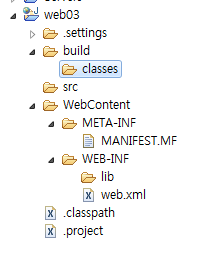 web03
.settings
build
classes
src
WebContent
META-INF
MANIFEST.MF
WEB-INF
lib
web.xml
.classpath
.project